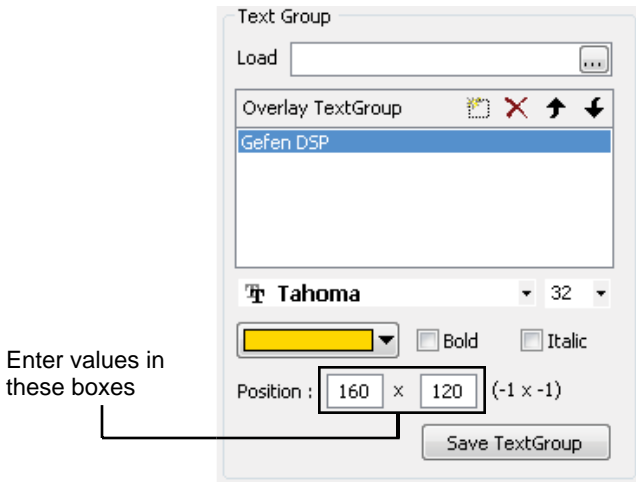 Text Group
Load ...
Overlay TextGroup
Gefen DSP
Tahoma 32
Bold Italic
Enter values in
these boxes
Position : 160 x 120 (-1 x -1)
Save TextGroup